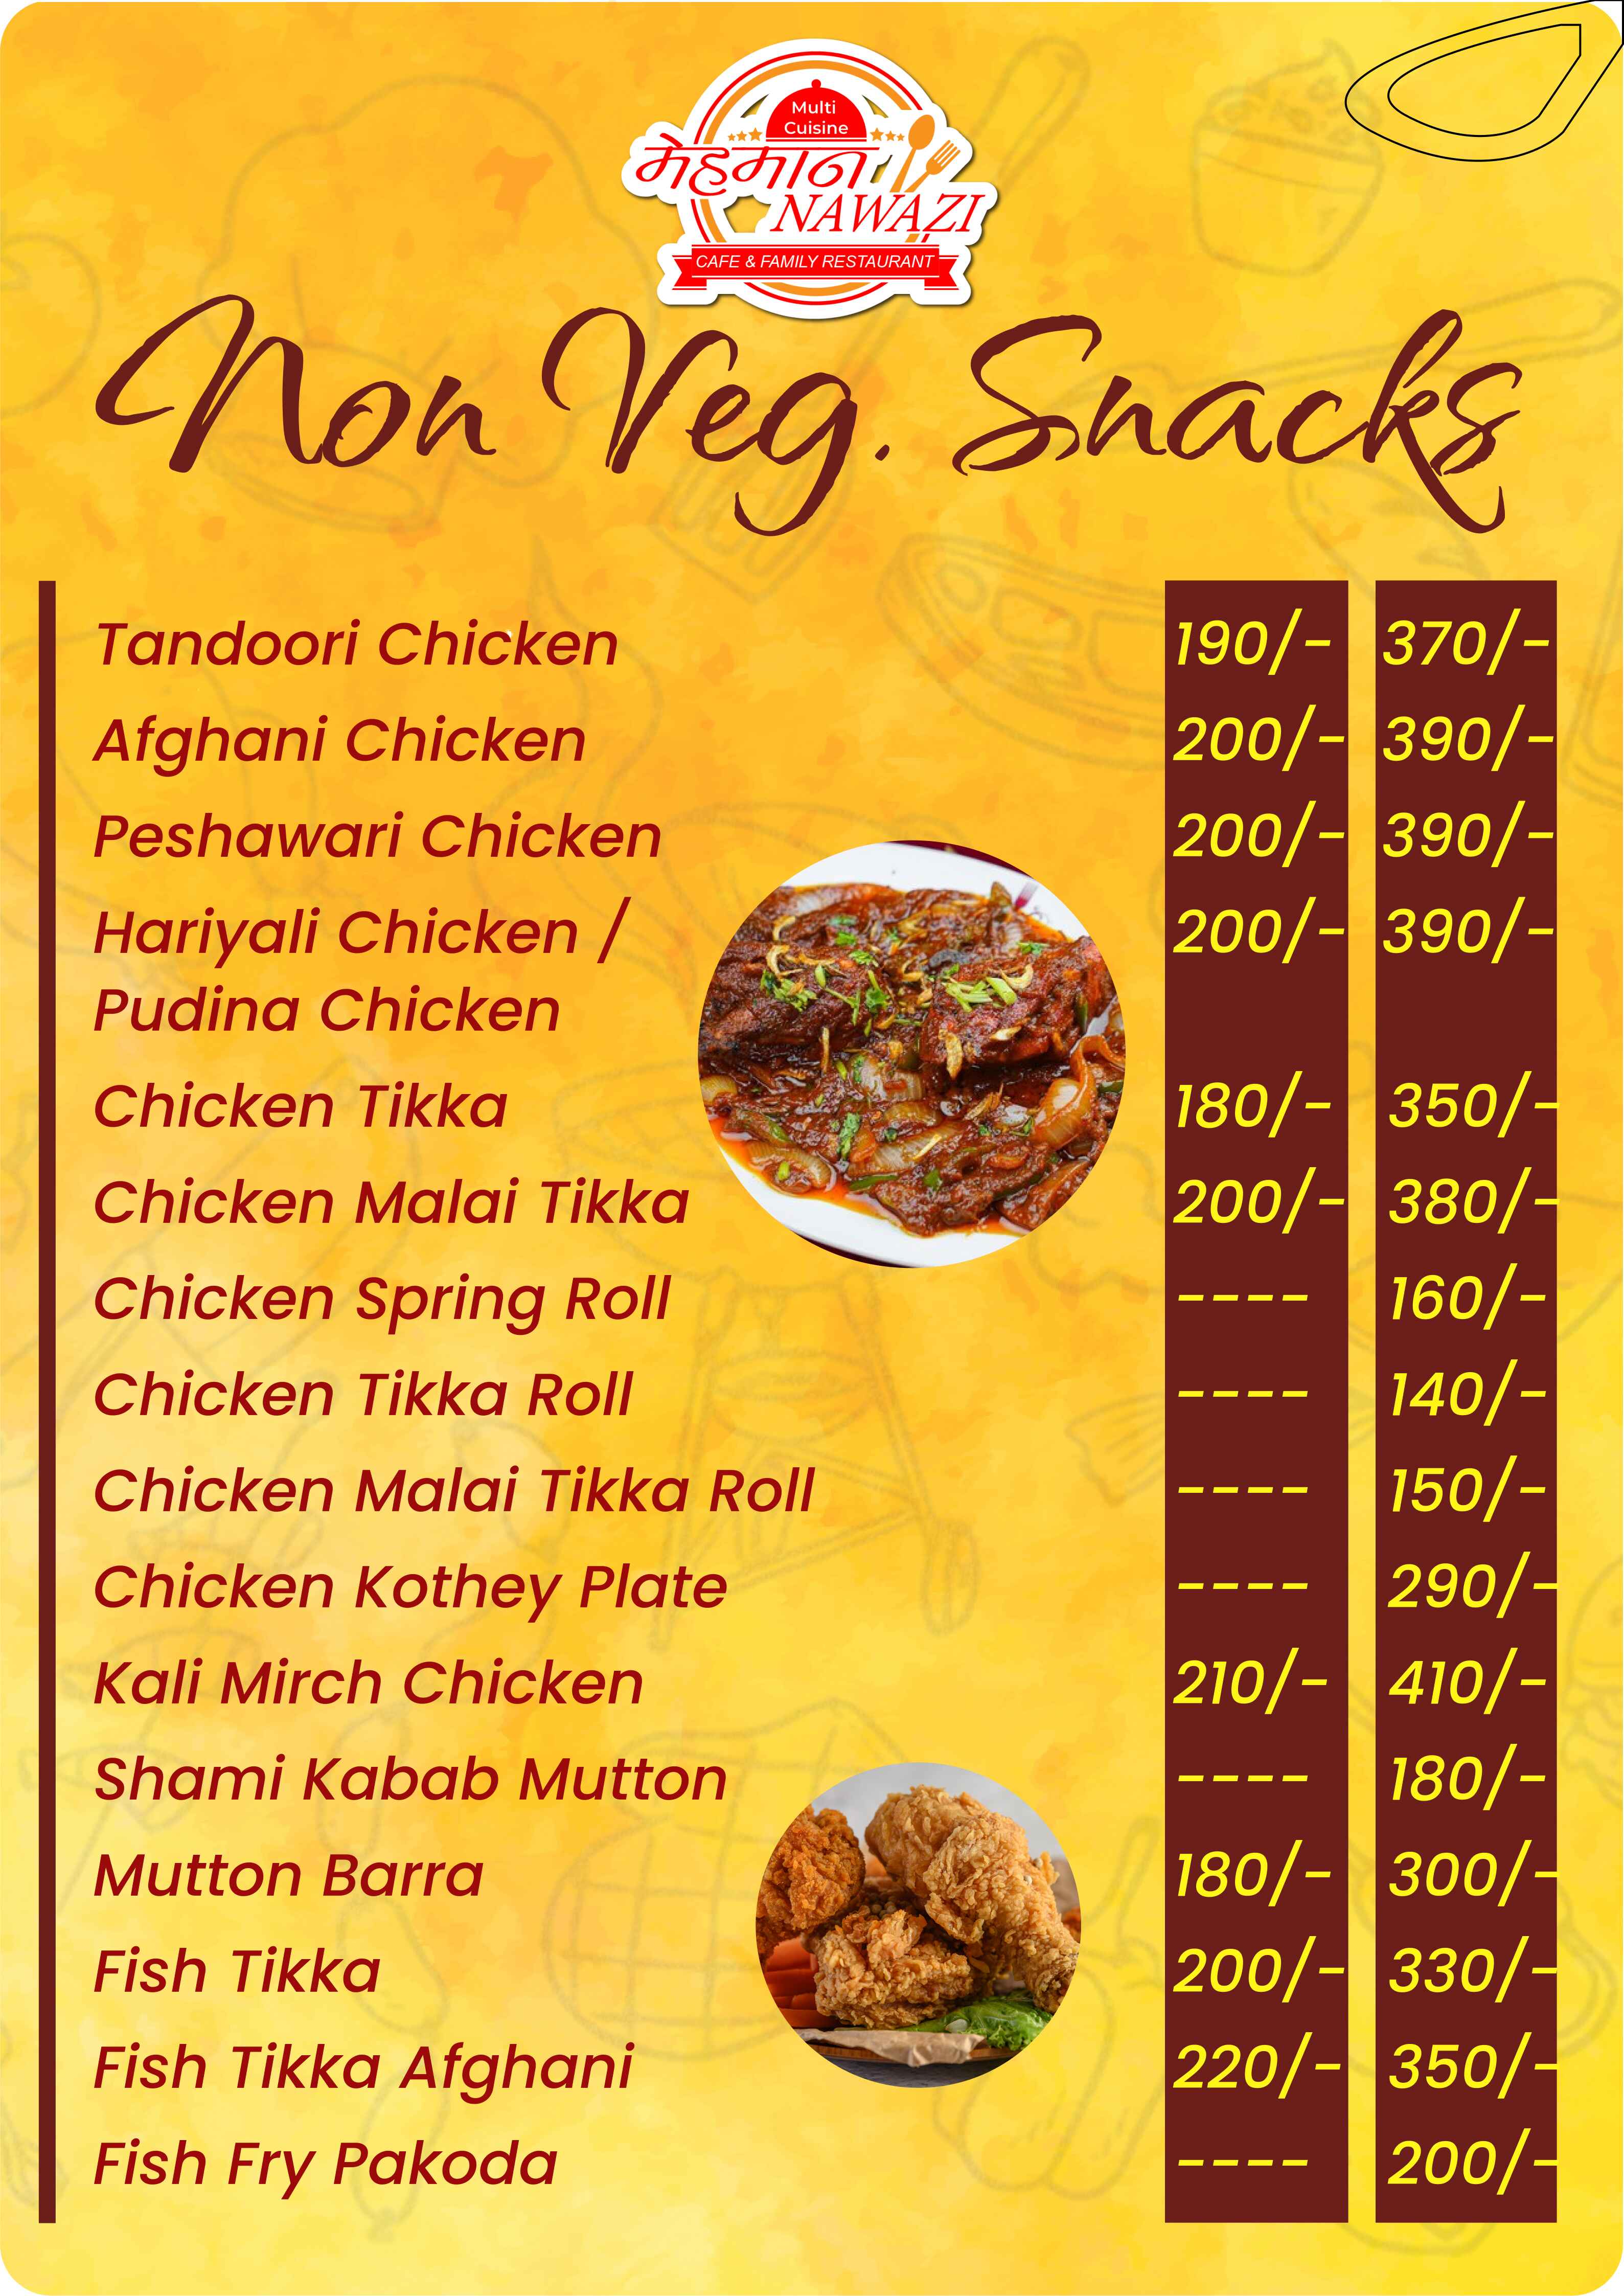 Multi
Cuisine
मेहमान
NAWAZI
CAFE & FAMILY RESTAURANT
Non Veg. Snacks
Tandoori Chicken 190/- 370/-
Afghani Chicken 200/- 390/-
Peshawari Chicken 200/- 390/-
Hariyali Chicken / 200/- 390/-
Pudina Chicken
Chicken Tikka 180/- 350/-
Chicken Malai Tikka 200/- 380/-
Chicken Spring Roll ---- 160/-
Chicken Tikka Roll ---- 140/-
Chicken Malai Tikka Roll ---- 150/-
Chicken Kothey Plate ---- 290/-
Kali Mirch Chicken 210/- 410/-
Shami Kabab Mutton ---- 180/-
Mutton Barra 180/- 300/-
Fish Tikka 200/- 330/-
Fish Tikka Afghani 220/- 350/-
Fish Fry Pakoda ---- 200/-